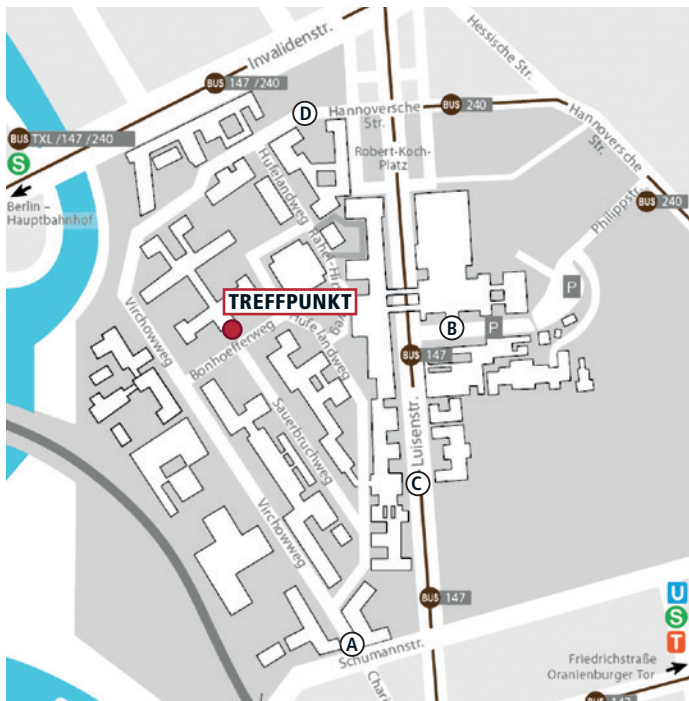 Invalidenstr.
Hessische Str.
BUS 147 /240
D
Hannoversche
Str.
BUS 240
Hannoversche
Str.
BUS TXL /147 /240
S
Robert-Koch-
Platz
Berlin –
Hauptbahnhof
Hufelandweg
Philippstr.
BUS 240
P
TREFFPUNKT
B
P
Hufelandweg
Virchowweg
Bonhoefferweg
BUS 147
Sauerbruchweg
Luisenstr.
C
Virchowweg
BUS 147
U
S
T
A
Schumannstr.
Friedrichstraße
Oranienburger Tor
BUS 147